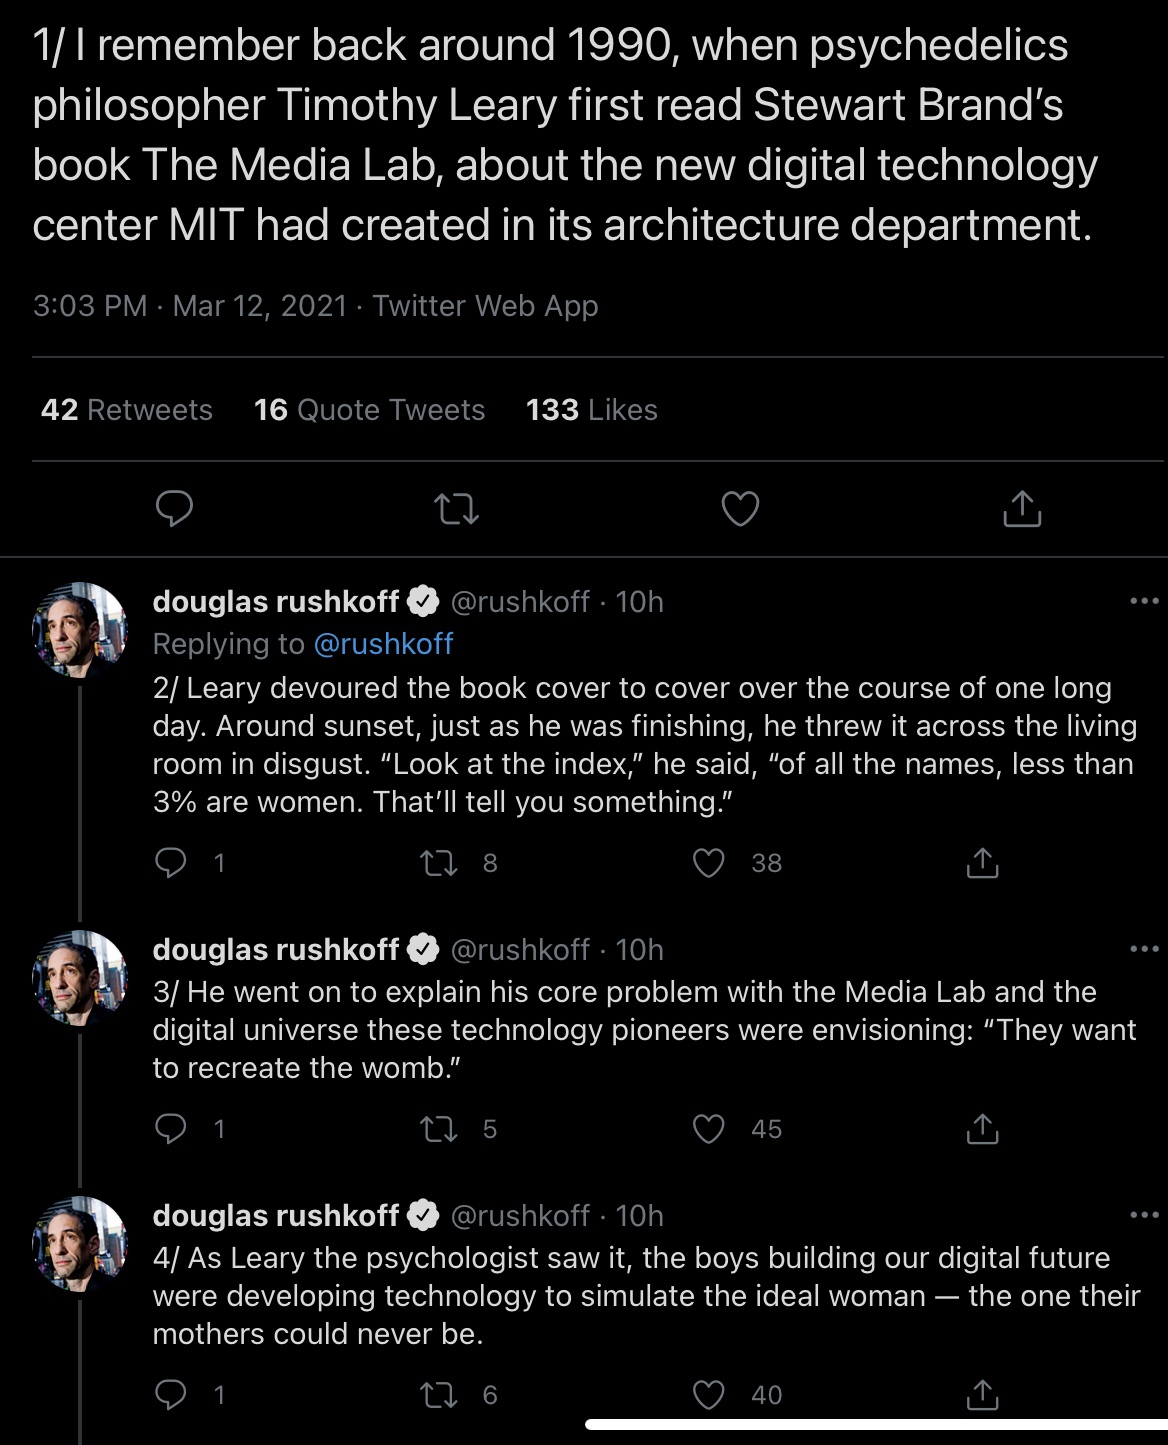 1/ I remember back around 1990, when psychedelics
philosopher Timothy Leary first read Stewart Brand’s
book The Media Lab, about the new digital technology
center MIT had created in its architecture department.
3:03 PM · Mar 12, 2021 · Twitter Web App
42 Retweets 16 Quote Tweets 133 Likes
douglas rushkoff @rushkoff · 10h
Replying to @rushkoff
2/ Leary devoured the book cover to cover over the course of one long
day. Around sunset, just as he was finishing, he threw it across the living
room in disgust. “Look at the index,” he said, “of all the names, less than
3% are women. That’ll tell you something.”
1 8 38
douglas rushkoff @rushkoff · 10h
3/ He went on to explain his core problem with the Media Lab and the
digital universe these technology pioneers were envisioning: “They want
to recreate the womb.”
1 5 45
douglas rushkoff @rushkoff · 10h
4/ As Leary the psychologist saw it, the boys building our digital future
were developing technology to simulate the ideal woman — the one their
mothers could never be.
1 6 40